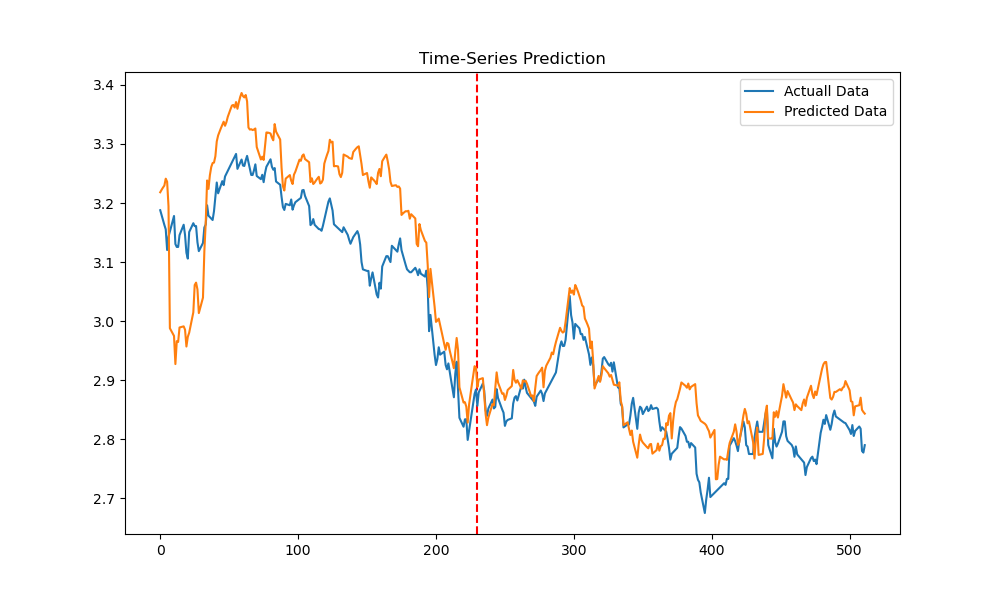 Time-Series Prediction
Actuall Data
Predicted Data
3.4
3.3
3.2
3.1
3.0
2.9
2.8
2.7
0 100 200 300 400 500